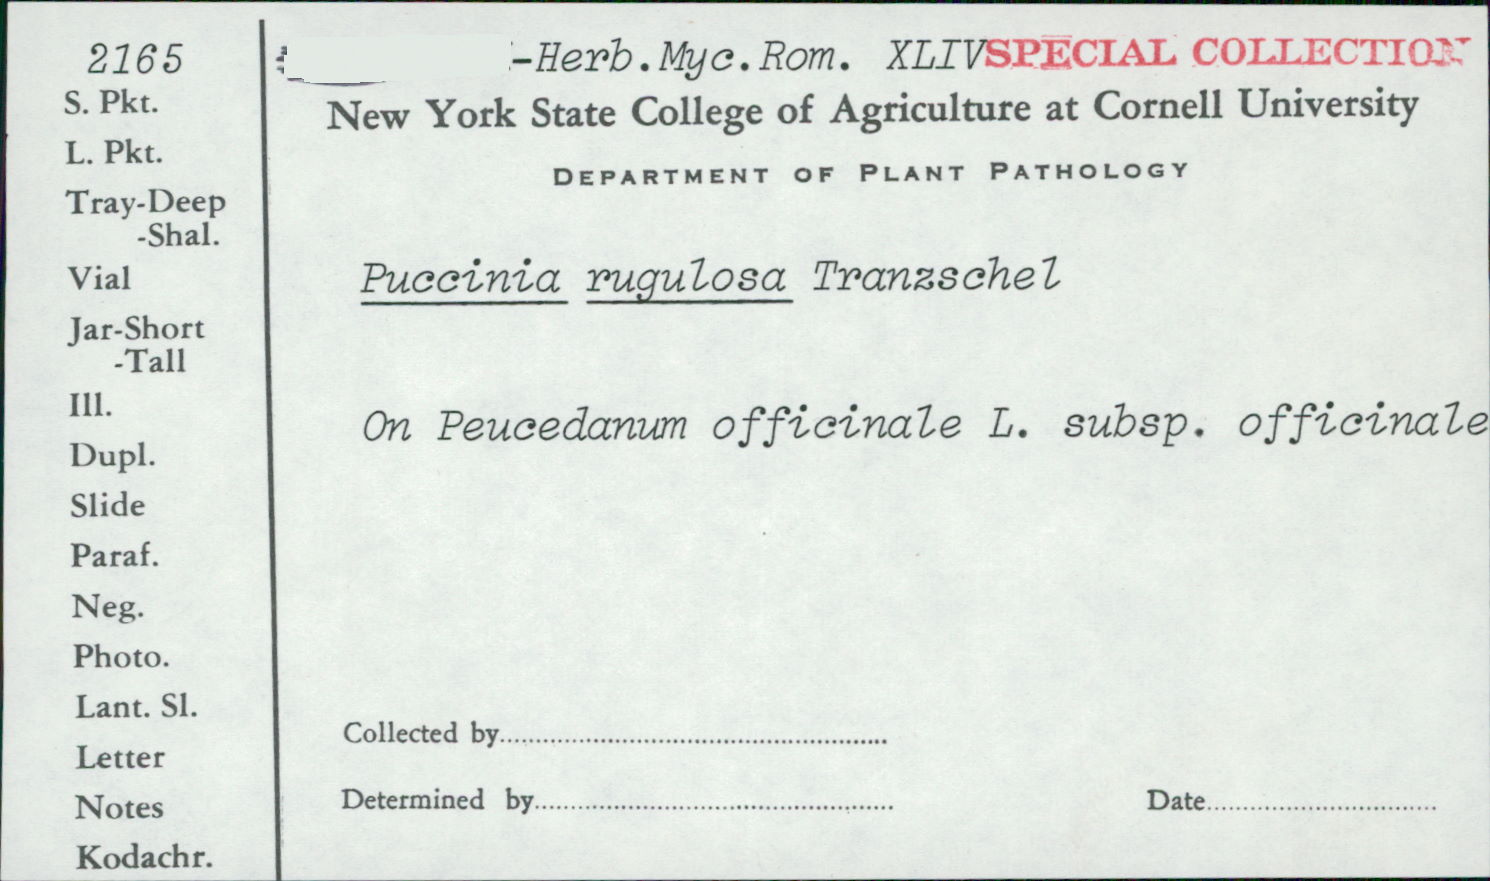 2165
-Herb.Myc.Rom. XLIV SPECIAL COLLECTION
New York State College of Agriculture at Cornell University
DEPARTMENT OF PLANT PATHOLOGY
S. Pkt.
L. Pkt.
Tray-Deep
-Shal.
Vial
Jar-Short
-Tall
Ill.
Dupl.
Slide
Paraf.
Neg.
Photo.
Lant. Sl.
Letter
Notes
Kodachr.
Puccinia rugulosa Tranzschel
On Peucedanum officinale L. subsp. officinale
Collected by
Determined by
Date